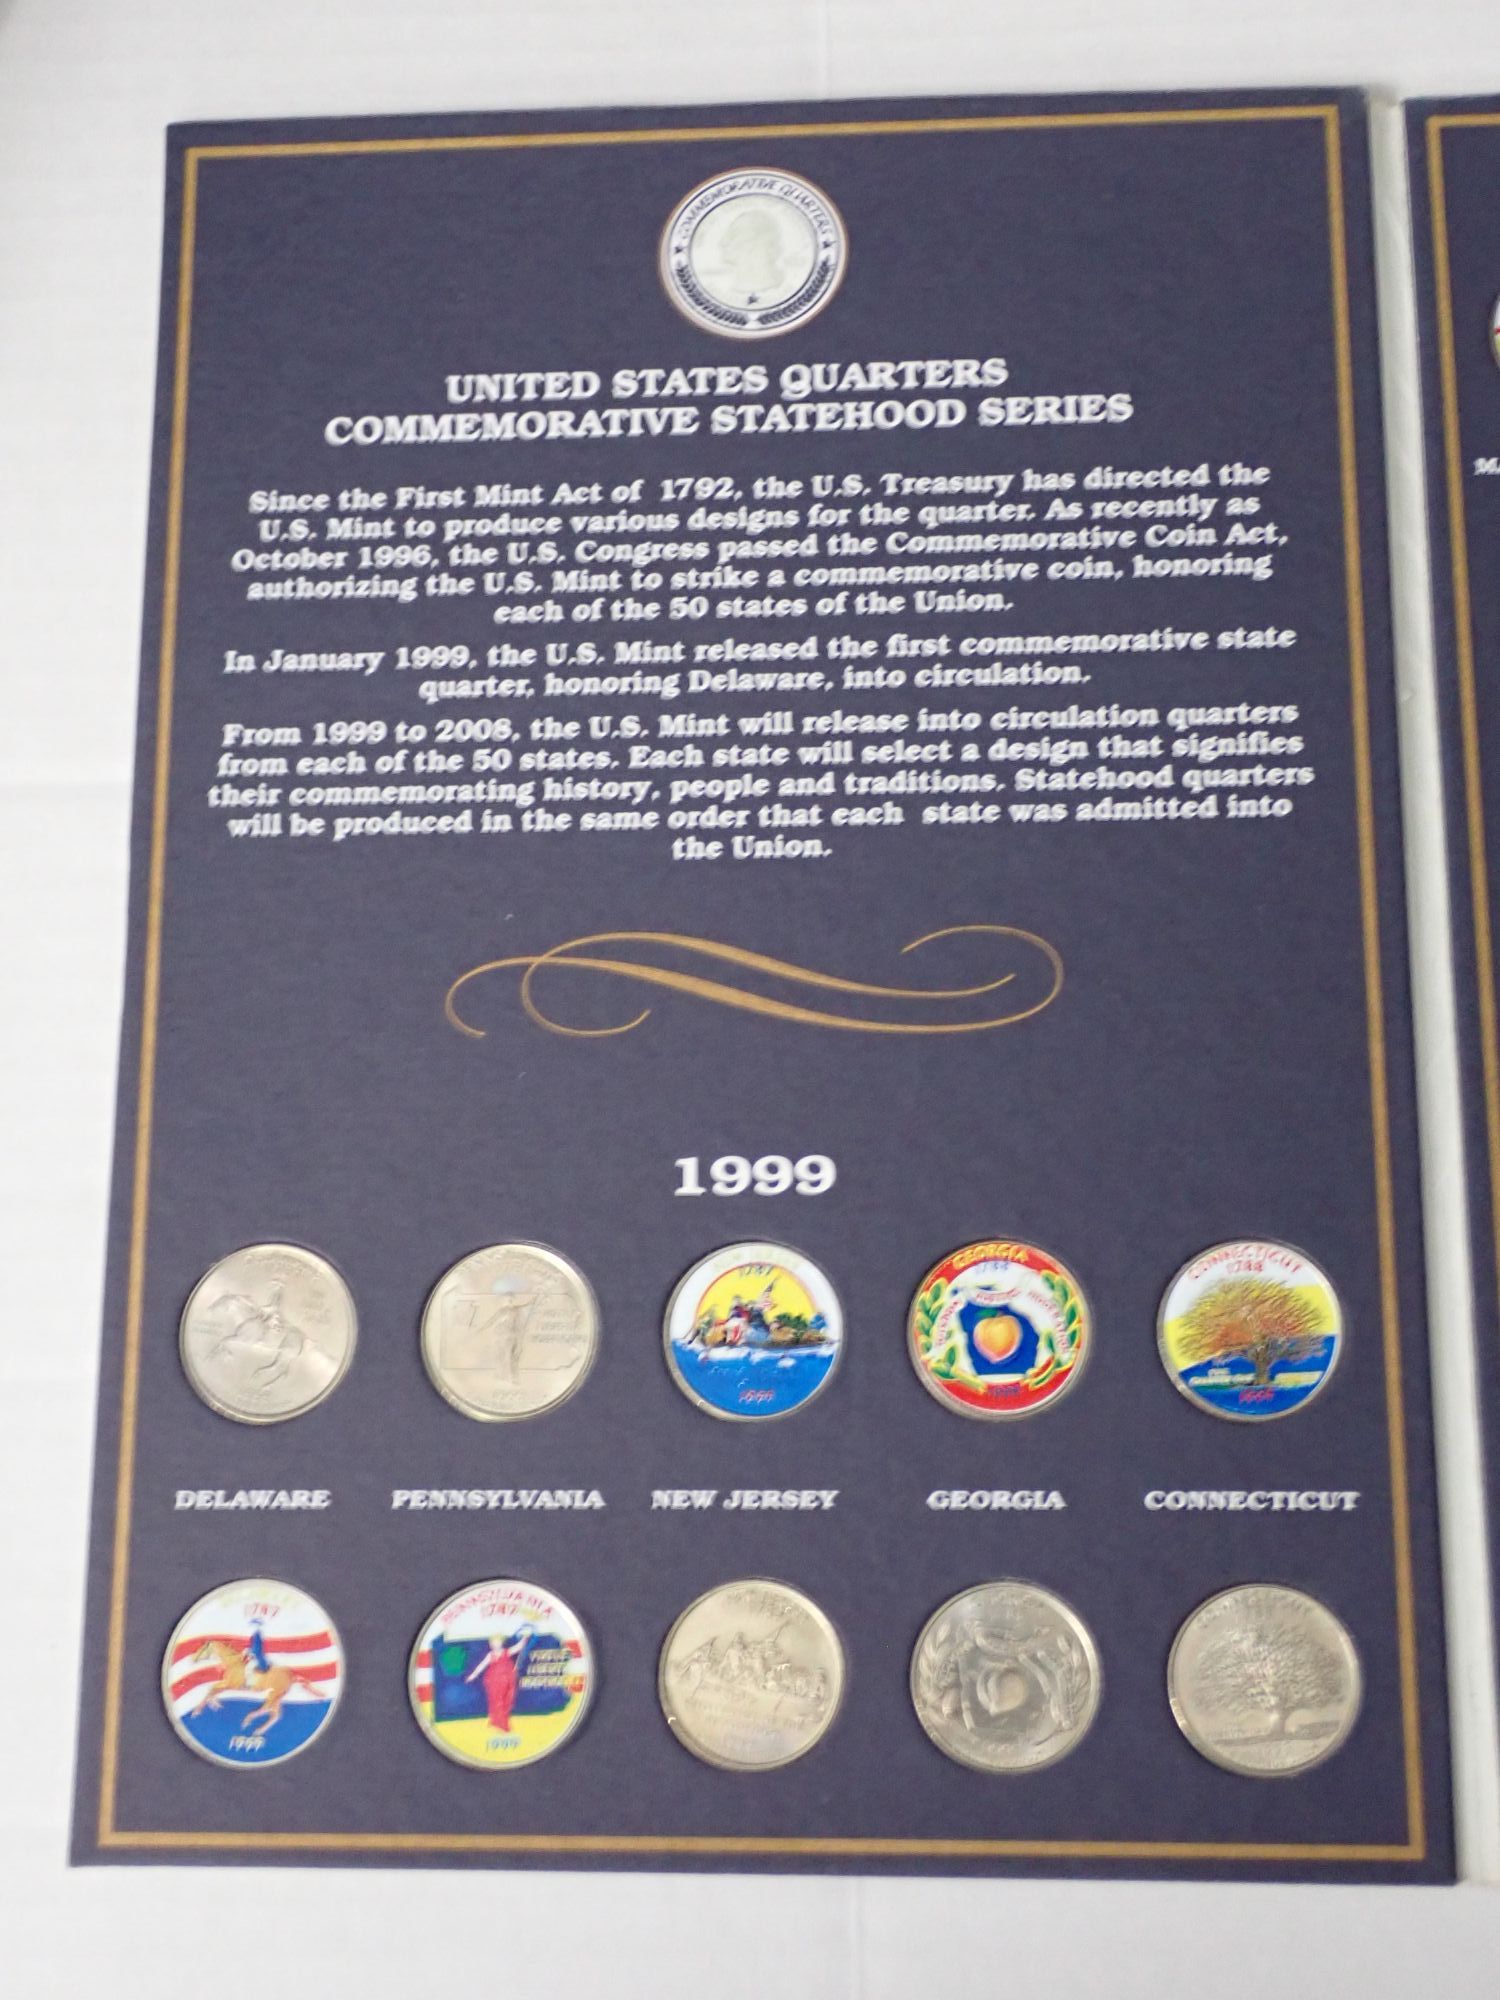 COMMEMORATIVE QUARTERS
UNITED STATES QUARTERS
COMMEMORATIVE STATEHOOD SERIES
Since the First Mint Act of 1792, the U.S. Treasury has directed the
U.S. Mint to produce various designs for the quarter. As recently as
October 1996, the U.S. Congress passed the Commemorative Coin Act,
authorizing the U.S. Mint to strike a commemorative coin, honoring
each of the 50 states of the Union.
In January 1999, the U.S. Mint released the first commemorative state
quarter, honoring Delaware, into circulation.
From 1999 to 2008, the U.S. Mint will release into circulation quarters
from each of the 50 states. Each state will select a design that signifies
their commemorating history, people and traditions. Statehood quarters
will be produced in the same order that each state was admitted into
the Union.
1999
1787
1999
GEORGIA
1788
CONNECTICUT
1788
1999
DELAWARE PENNSYLVANIA NEW JERSEY GEORGIA CONNECTICUT
1787
1999
PENNSYLVANIA
1787
VIRTUE
LIBERTY
INDEPENDENCE
1999